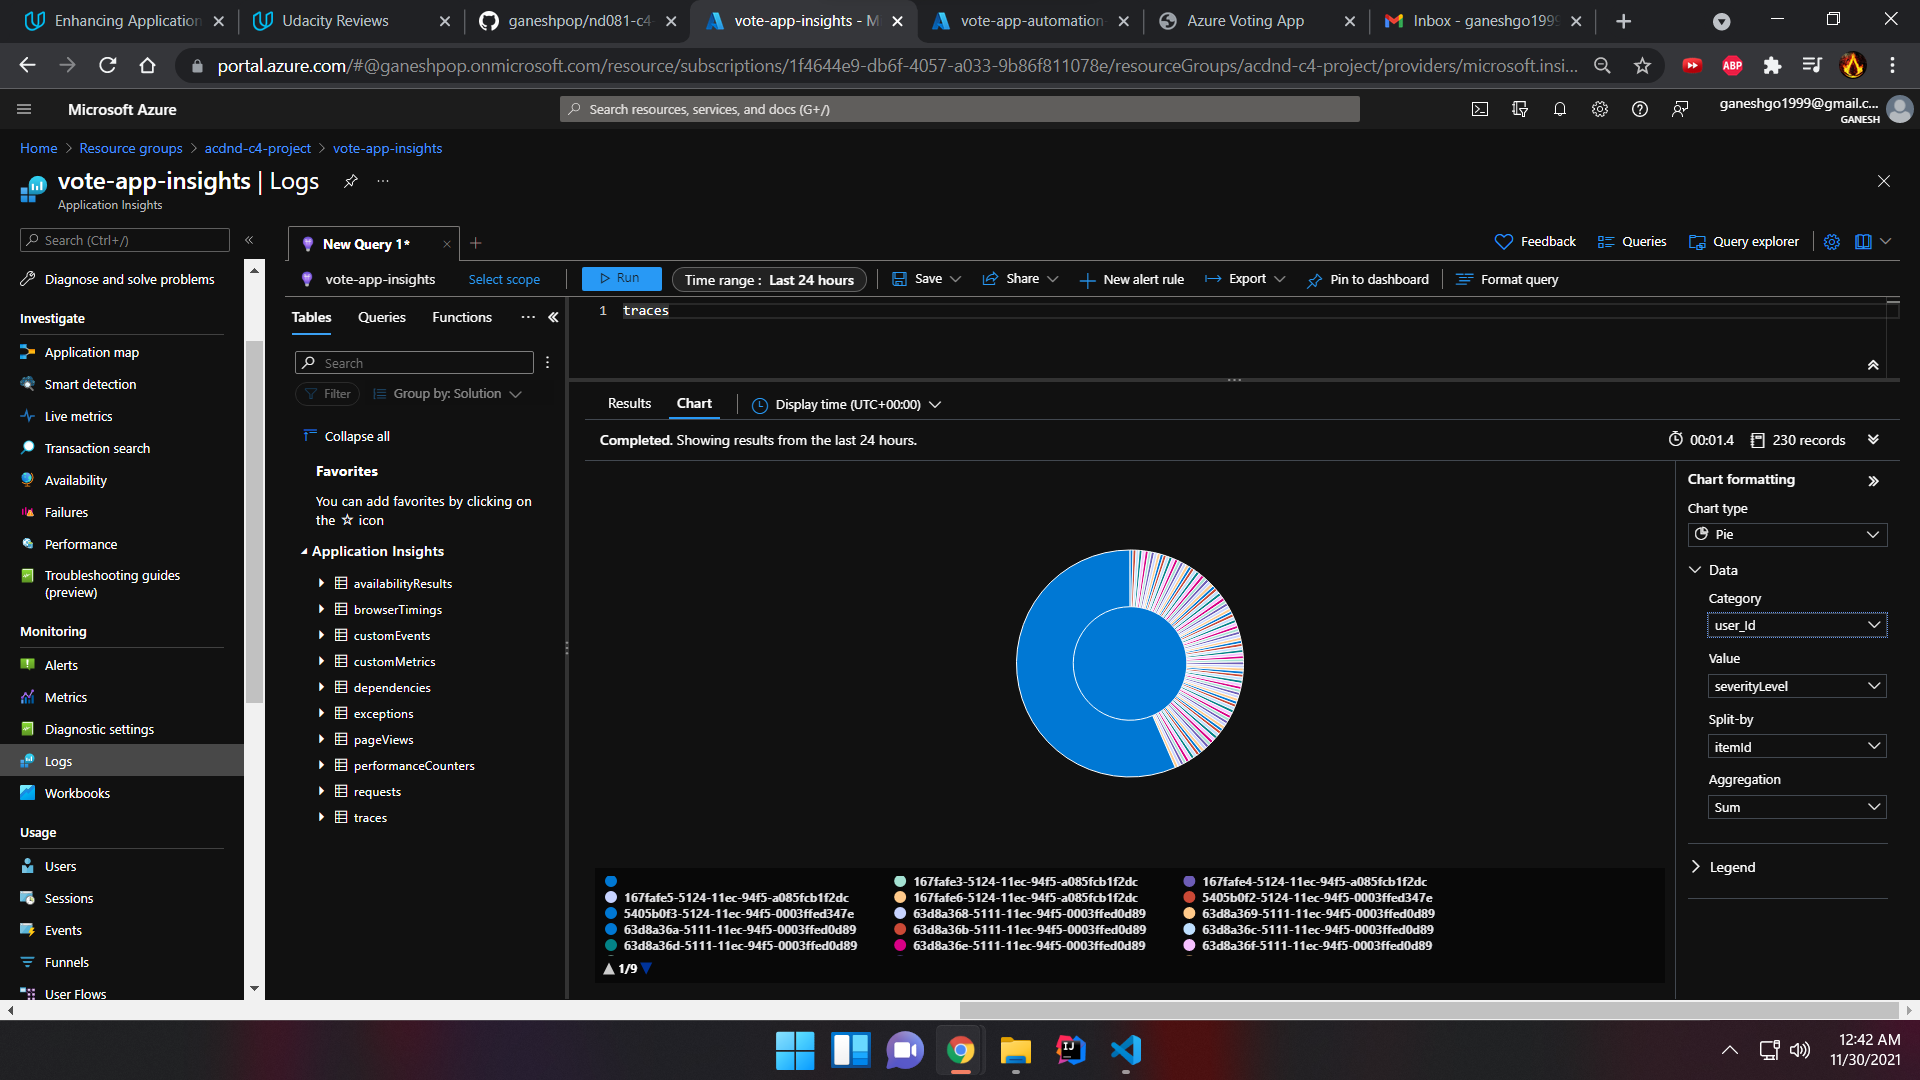 Enhancing Application
Udacity Reviews
ganeshpop/nd081-c4-
vote-app-insights - M
vote-app-automation
Azure Voting App
Inbox - ganeshgo1999
portal.azure.com/#@ganeshpop.onmicrosoft.com/resource/subscriptions/1f4644e9-db6f-4057-a033-9b86f811078e/resourceGroups/acdnd-c4-project/providers/microsoft.insi...
ABP
Microsoft Azure
Search resources, services, and docs (G+/)
ganeshgo1999@gmail.c...
GANESH
Home > Resource groups > acdnd-c4-project > vote-app-insights
vote-app-insights | Logs
...
Application Insights
Search (Ctrl+/)
«
Diagnose and solve problems
Investigate
Application map
Smart detection
Live metrics
Transaction search
Availability
Failures
Performance
Troubleshooting guides
(preview)
Monitoring
Alerts
Metrics
Diagnostic settings
Logs
Workbooks
Usage
Users
Sessions
Events
Funnels
User Flows
New Query 1*
Feedback
Queries
Query explorer
vote-app-insights
Select scope
Run
Time range : Last 24 hours
Save
Share
New alert rule
Export
Pin to dashboard
Format query
Tables
Queries
Functions
...
Search
Filter
Group by: Solution
Collapse all
Favorites
You can add favorites by clicking on
the ☆ icon
Application Insights
availabilityResults
browserTimings
customEvents
customMetrics
dependencies
exceptions
pageViews
performanceCounters
requests
traces
1 traces
Results
Chart
Display time (UTC+00:00)
Completed. Showing results from the last 24 hours.
00:01.4
230 records
Chart formatting
Chart type
Pie
Data
Category
user_Id
Value
severityLevel
Split-by
itemId
Aggregation
Sum
Legend
167fafe3-5124-11ec-94f5-a085fcb1f2dc
167fafe4-5124-11ec-94f5-a085fcb1f2dc
167fafe5-5124-11ec-94f5-a085fcb1f2dc
167fafe6-5124-11ec-94f5-a085fcb1f2dc
5405b0f2-5124-11ec-94f5-0003ffed347e
5405b0f3-5124-11ec-94f5-0003ffed347e
63d8a368-5111-11ec-94f5-0003ffed0d89
63d8a369-5111-11ec-94f5-0003ffed0d89
63d8a36a-5111-11ec-94f5-0003ffed0d89
63d8a36b-5111-11ec-94f5-0003ffed0d89
63d8a36c-5111-11ec-94f5-0003ffed0d89
63d8a36d-5111-11ec-94f5-0003ffed0d89
63d8a36e-5111-11ec-94f5-0003ffed0d89
63d8a36f-5111-11ec-94f5-0003ffed0d89
1/9
IJ
12:42 AM
11/30/2021